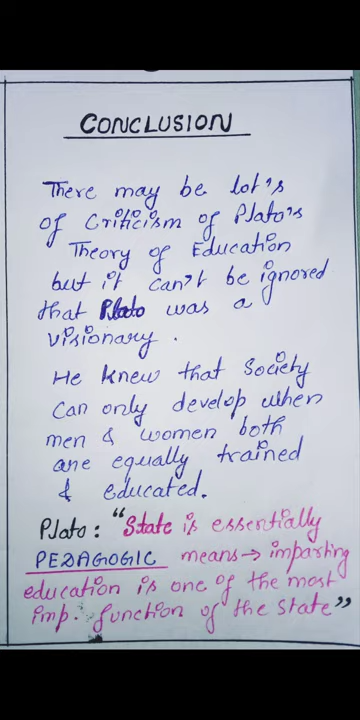 CONCLUSION
There may be lot's
of Criticism of Plato's
Theory of Education
but it can't be ignored
that Plato was a
visionary.
He knew that Society
can only develop when
men & women both
are equally trained
& educated.
Plato: "State is essentially
PEDAGOGIC means → imparting
education is one of the most
imp. function of the state"